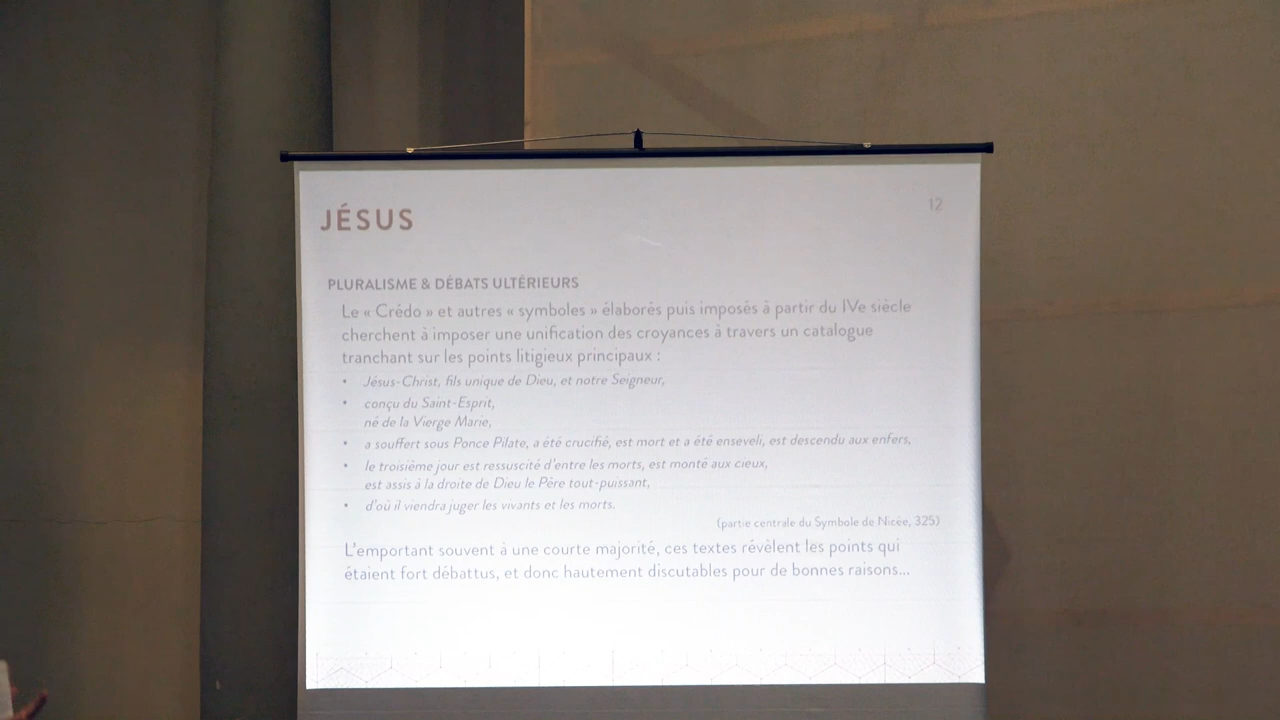 JÉSUS
12
PLURALISME & DÉBATS ULTÉRIEURS
Le « Crédo » et autres « symboles » élaborés puis imposés à partir du IVe siècle
cherchent à imposer une unification des croyances à travers un catalogue
tranchant sur les points litigieux principaux :
• Jésus-Christ, fils unique de Dieu, et notre Seigneur,
• conçu du Saint-Esprit,
né de la Vierge Marie,
• a souffert sous Ponce Pilate, a été crucifié, est mort et a été enseveli, est descendu aux enfers,
• le troisième jour est ressuscité d'entre les morts, est monté aux cieux,
est assis à la droite de Dieu le Père tout-puissant,
• d'où il viendra juger les vivants et les morts.
(partie centrale du Symbole de Nicée, 325)
L'emportant souvent à une courte majorité, ces textes révèlent les points qui
étaient fort débattus, et donc hautement discutables pour de bonnes raisons...